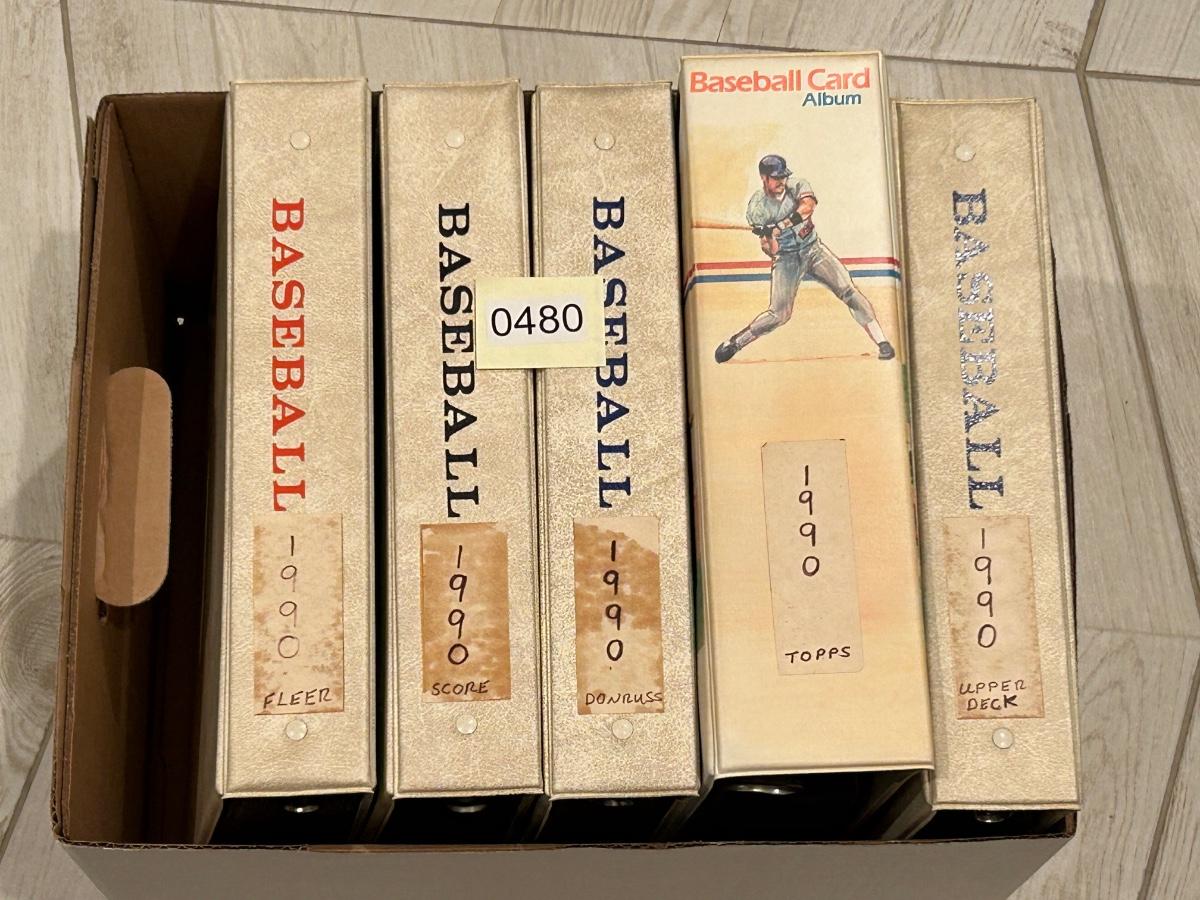 BASEBALL
1990
FLEER
BASEBALL
1990
SCORE
0480
BASEBALL
1990
DONRUSS
Baseball Card
Album
1990
TOPPS
BASEBALL
1990
UPPER
DECK